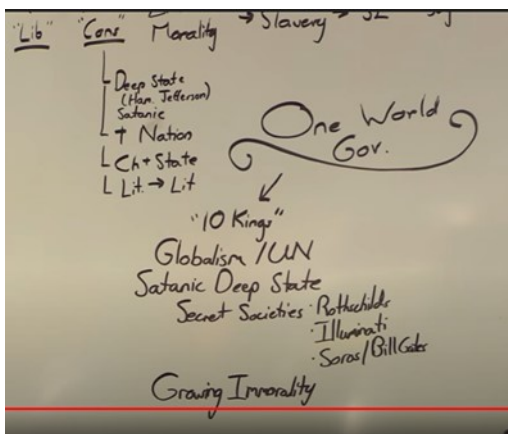 "Lib" "Cons" Morality → Slavery →
Deep State
(Ham. Jefferson)
Satanic
† Nation
Ch + State
Lit. → Lit
One World
Gov.
"10 Kings"
Globalism / UN
Satanic Deep State
Secret Societies · Rothschilds
· Illuminati
· Soros/Bill Gates
Growing Immorality